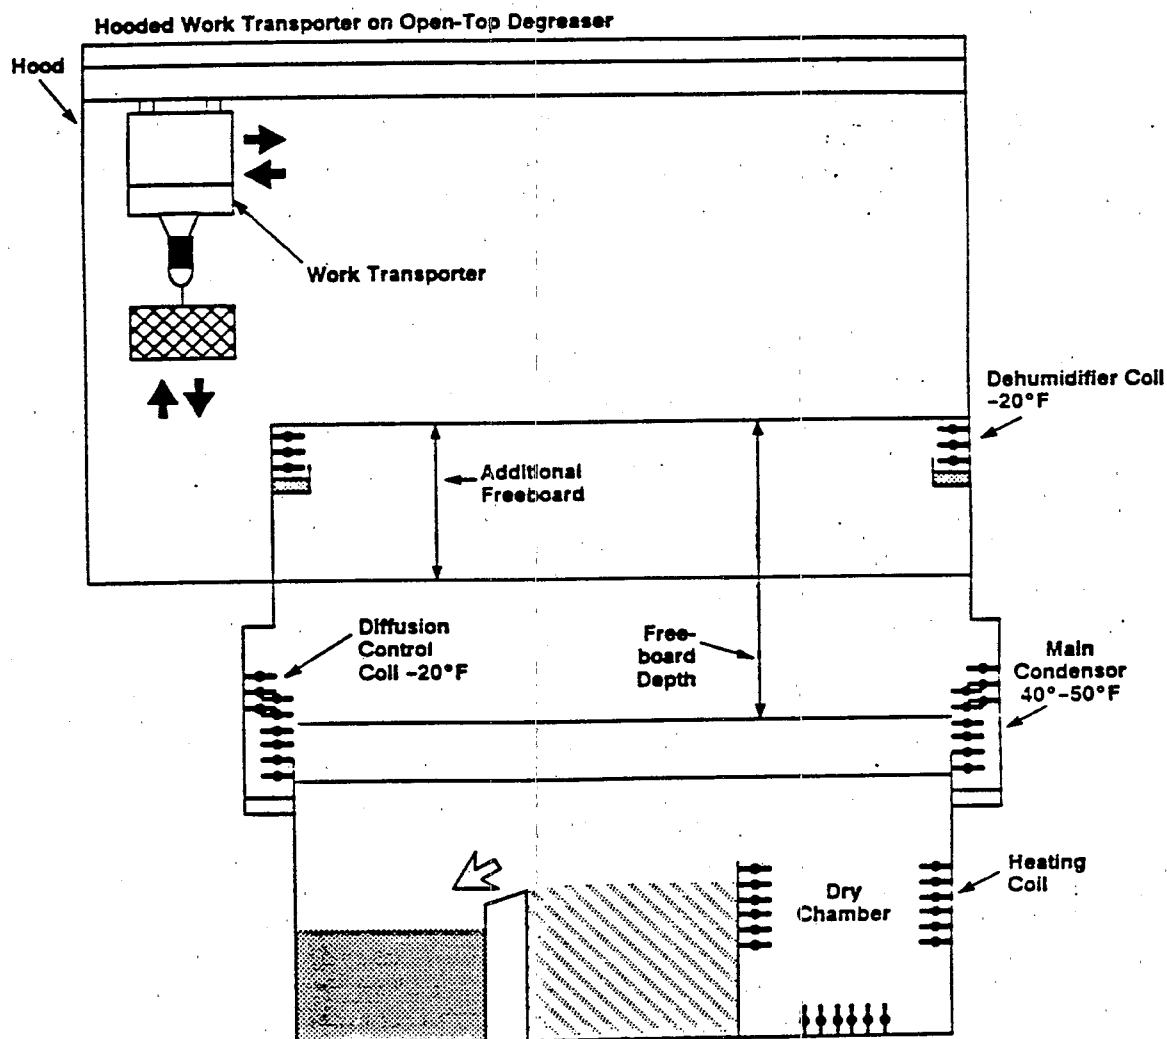 Hooded Work Transporter on Open-Top Degreaser
Hood
Work Transporter
Dehumidifier Coil
-20°F
Additional
Freeboard
Diffusion
Control
Coil -20°F
Free-
board
Depth
Main
Condensor
40°-50°F
Heating
Coil
Dry
Chamber